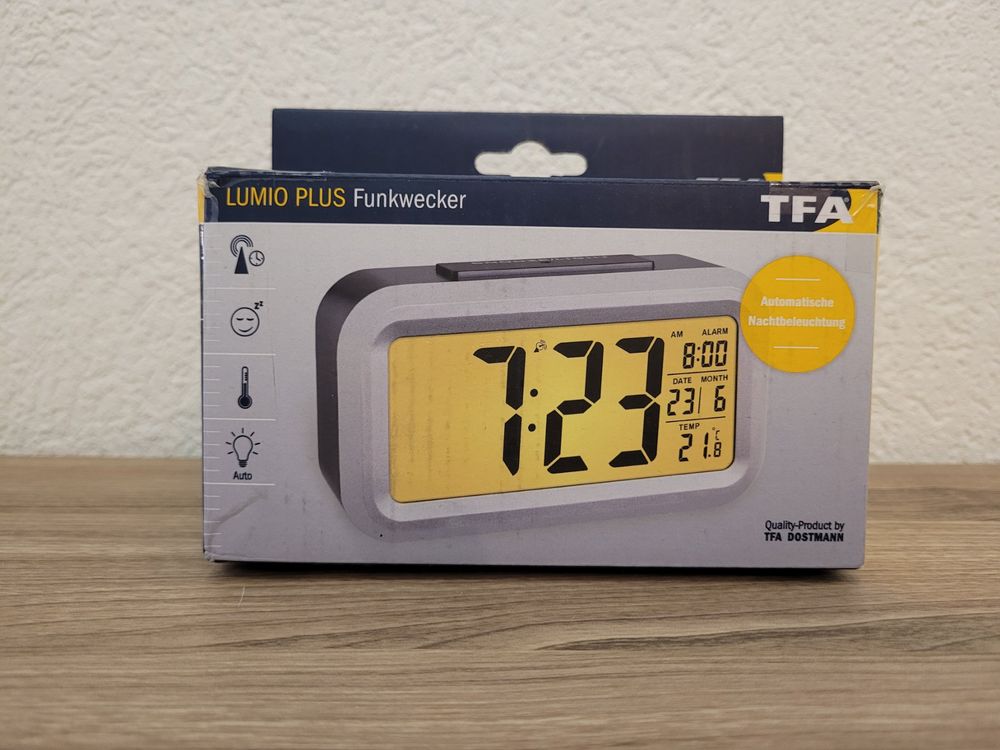 LUMIO PLUS Funkwecker
TFA
zz
Auto
Automatische
Nachtbeleuchtung
AM ALARM
8:00
7:23
DATE MONTH
23 6
TEMP
21.8 °C
Quality-Product by
TFA DOSTMANN